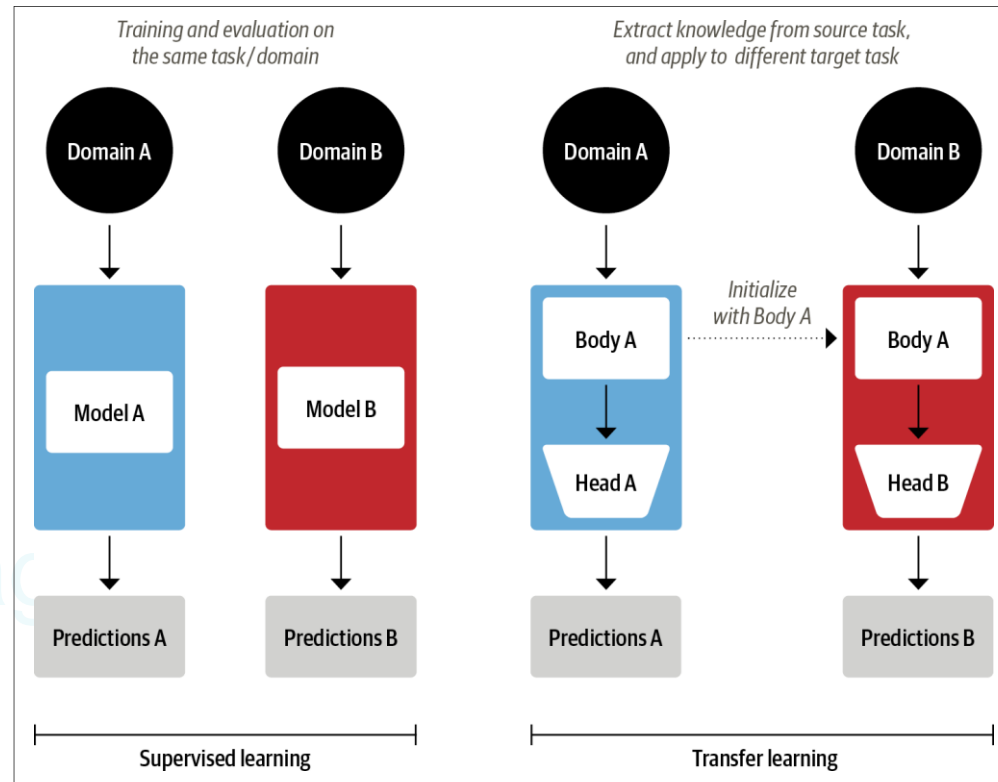 Training and evaluation on
the same task/domain
Extract knowledge from source task,
and apply to different target task
Domain A
Domain B
Domain A
Domain B
Initialize
with Body A
Body A
Body A
Model A
Model B
Head A
Head B
Predictions A
Predictions B
Predictions A
Predictions B
Supervised learning
Transfer learning